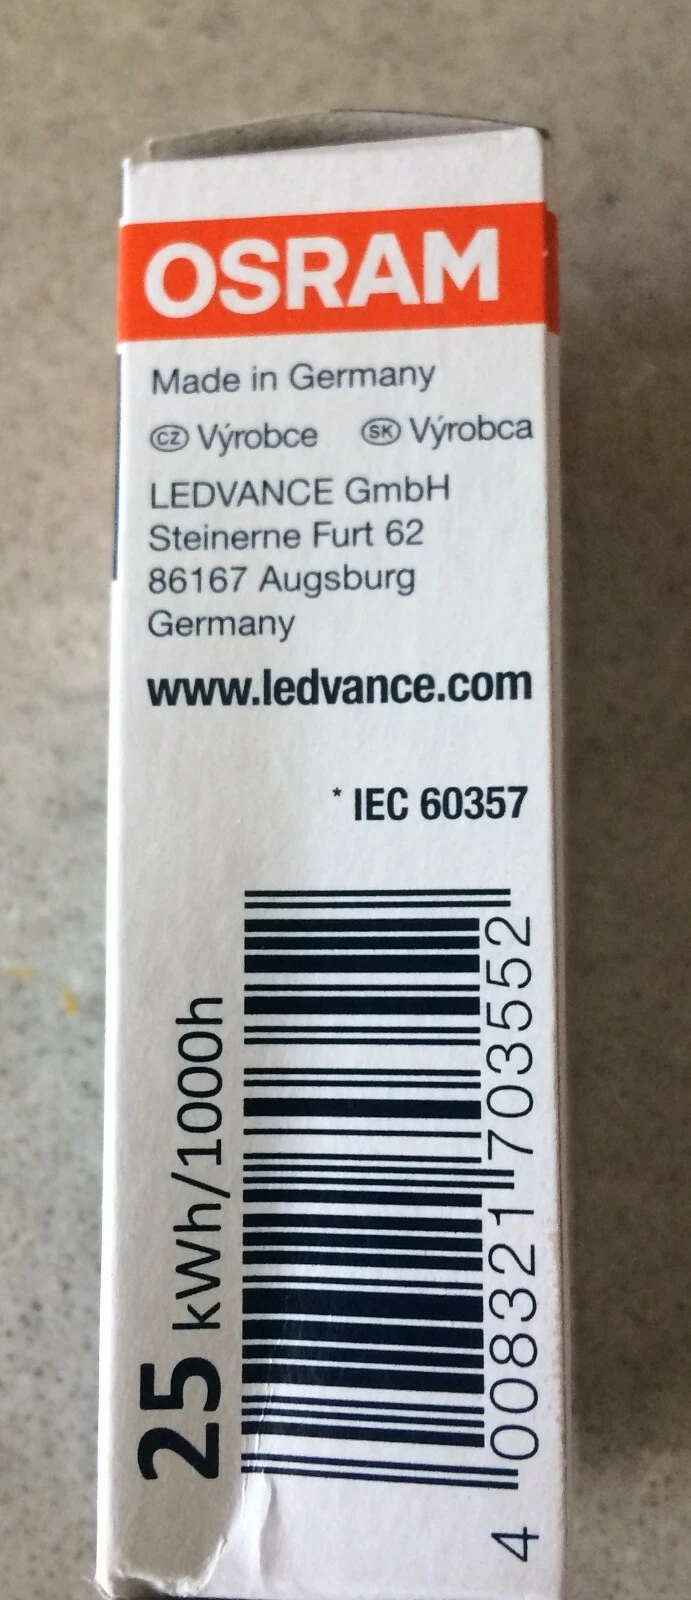 OSRAM
Made in Germany
CZ Výrobce SK Výrobca
LEDVANCE GmbH
Steinerne Furt 62
86167 Augsburg
Germany
www.ledvance.com
* IEC 60357
25 kWh/1000h
4 008321 703552